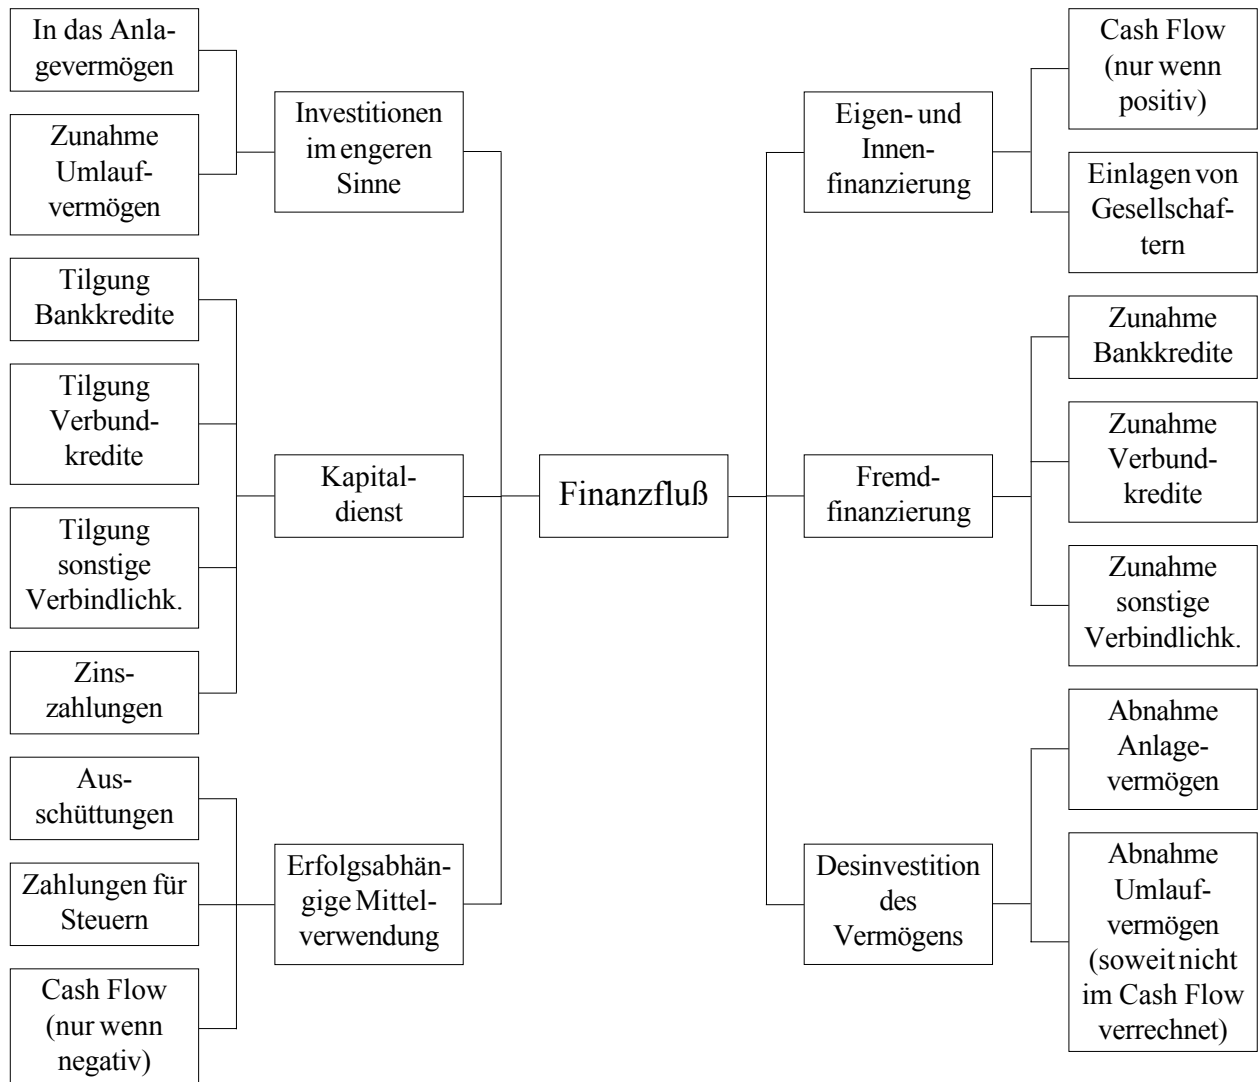 In das Anla-
gevermögen
Zunahme
Umlauf-
vermögen
Tilgung
Bankkredite
Tilgung
Verbund-
kredite
Tilgung
sonstige
Verbindlichk.
Zins-
zahlungen
Aus-
schüttungen
Zahlungen für
Steuern
Cash Flow
(nur wenn
negativ)
Investitionen
im engeren
Sinne
Kapital-
dienst
Erfolgsabhän-
gige Mittel-
verwendung
Finanzfluß
Eigen- und
Innen-
finanzierung
Fremd-
finanzierung
Desinvestition
des
Vermögens
Cash Flow
(nur wenn
positiv)
Einlagen von
Gesellschaf-
tern
Zunahme
Bankkredite
Zunahme
Verbund-
kredite
Zunahme
sonstige
Verbindlichk.
Abnahme
Anlage-
vermögen
Abnahme
Umlauf-
vermögen
(soweit nicht
im Cash Flow
verrechnet)